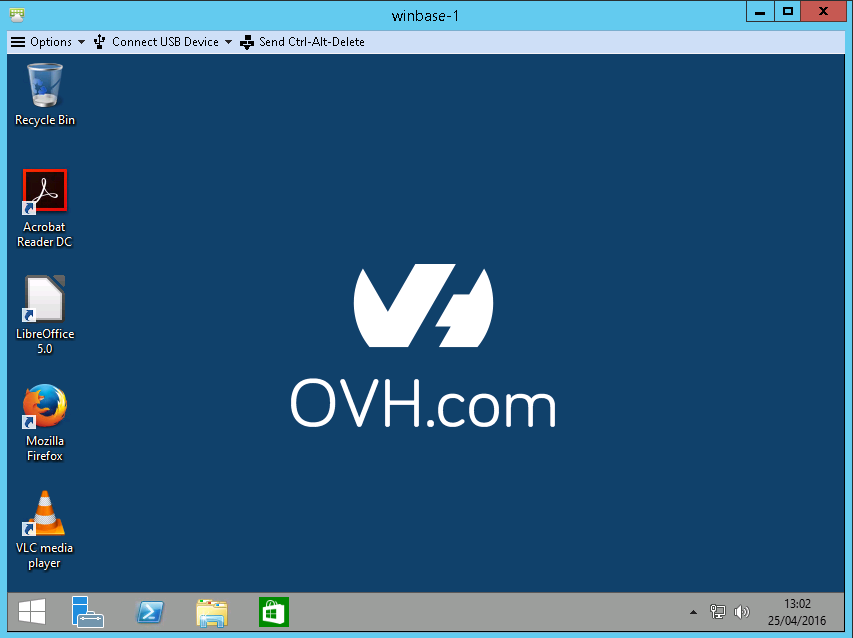 winbase-1
Options
Connect USB Device
Send Ctrl-Alt-Delete
Recycle Bin
Acrobat
Reader DC
LibreOffice
5.0
Mozilla
Firefox
VLC media
player
OVH.com
13:02
25/04/2016